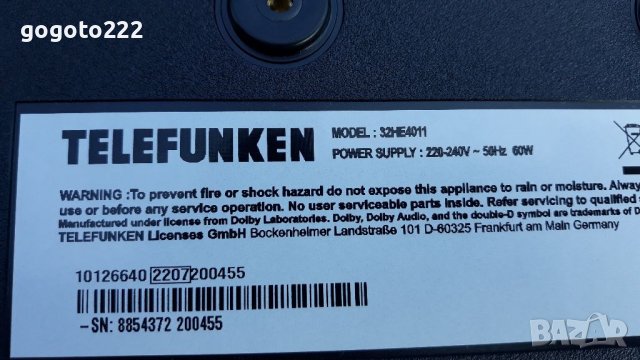 gogoto222
TELEFUNKEN
MODEL : 32HE4011
POWER SUPPLY : 220-240V ~ 50Hz 60W
WARNING :To prevent fire or shock hazard do not expose this appliance to rain or moisture. Alway
use or before any service operation. No user serviceable parts inside. Refer servicing to qualified s
Manufactured under license from Dolby Laboratories. Dolby, Dolby Audio, and the double-D symbol are trademarks of D
TELEFUNKEN Licenses GmbH Bockenheimer Landstraße 101 D-60325 Frankfurt am Main Germany
10126640 2207200455
-SN: 8854372 200455
BAZAR